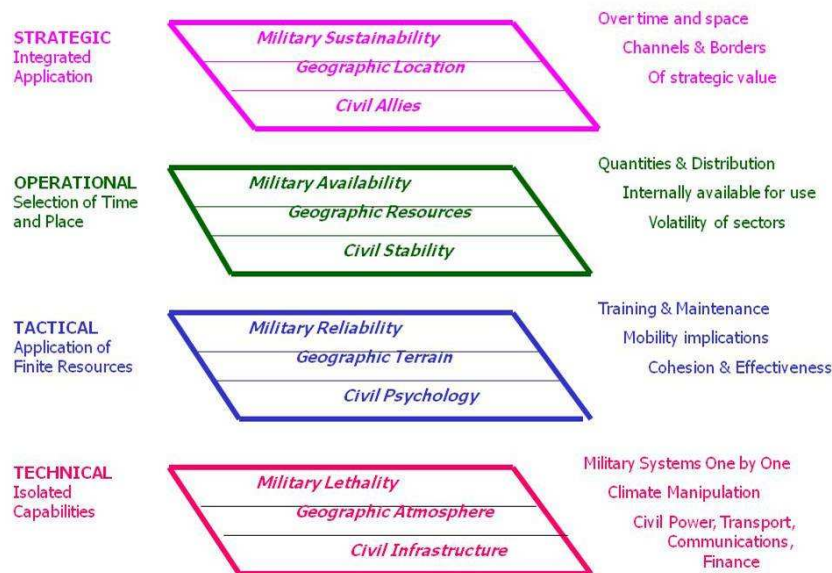 STRATEGIC
Integrated
Application
Military Sustainability
Geographic Location
Civil Allies
Over time and space
Channels & Borders
Of strategic value
OPERATIONAL
Selection of Time
and Place
Military Availability
Geographic Resources
Civil Stability
Quantities & Distribution
Internally available for use
Volatility of sectors
TACTICAL
Application of
Finite Resources
Military Reliability
Geographic Terrain
Civil Psychology
Training & Maintenance
Mobility implications
Cohesion & Effectiveness
TECHNICAL
Isolated
Capabilities
Military Lethality
Geographic Atmosphere
Civil Infrastructure
Military Systems One by One
Climate Manipulation
Civil Power, Transport,
Communications,
Finance